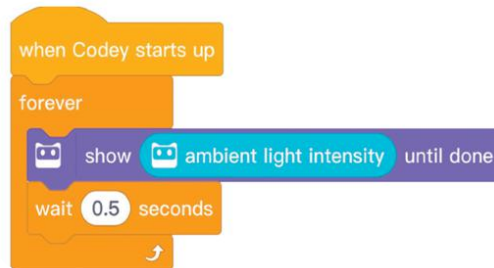 when Codey starts up
forever
show ambient light intensity until done
wait 0.5 seconds